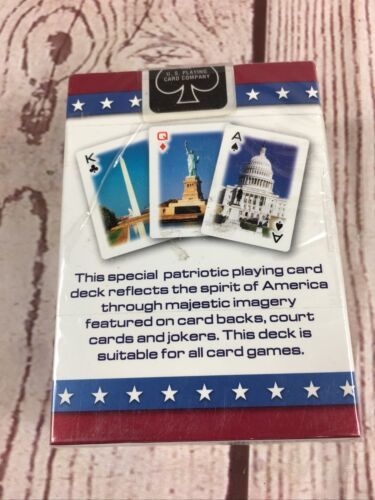 U.S. PLAYING
CARD COMPANY
K
Q
A
A
This special patriotic playing card
deck reflects the spirit of America
through majestic imagery
featured on card backs, court
cards and jokers. This deck is
suitable for all card games.